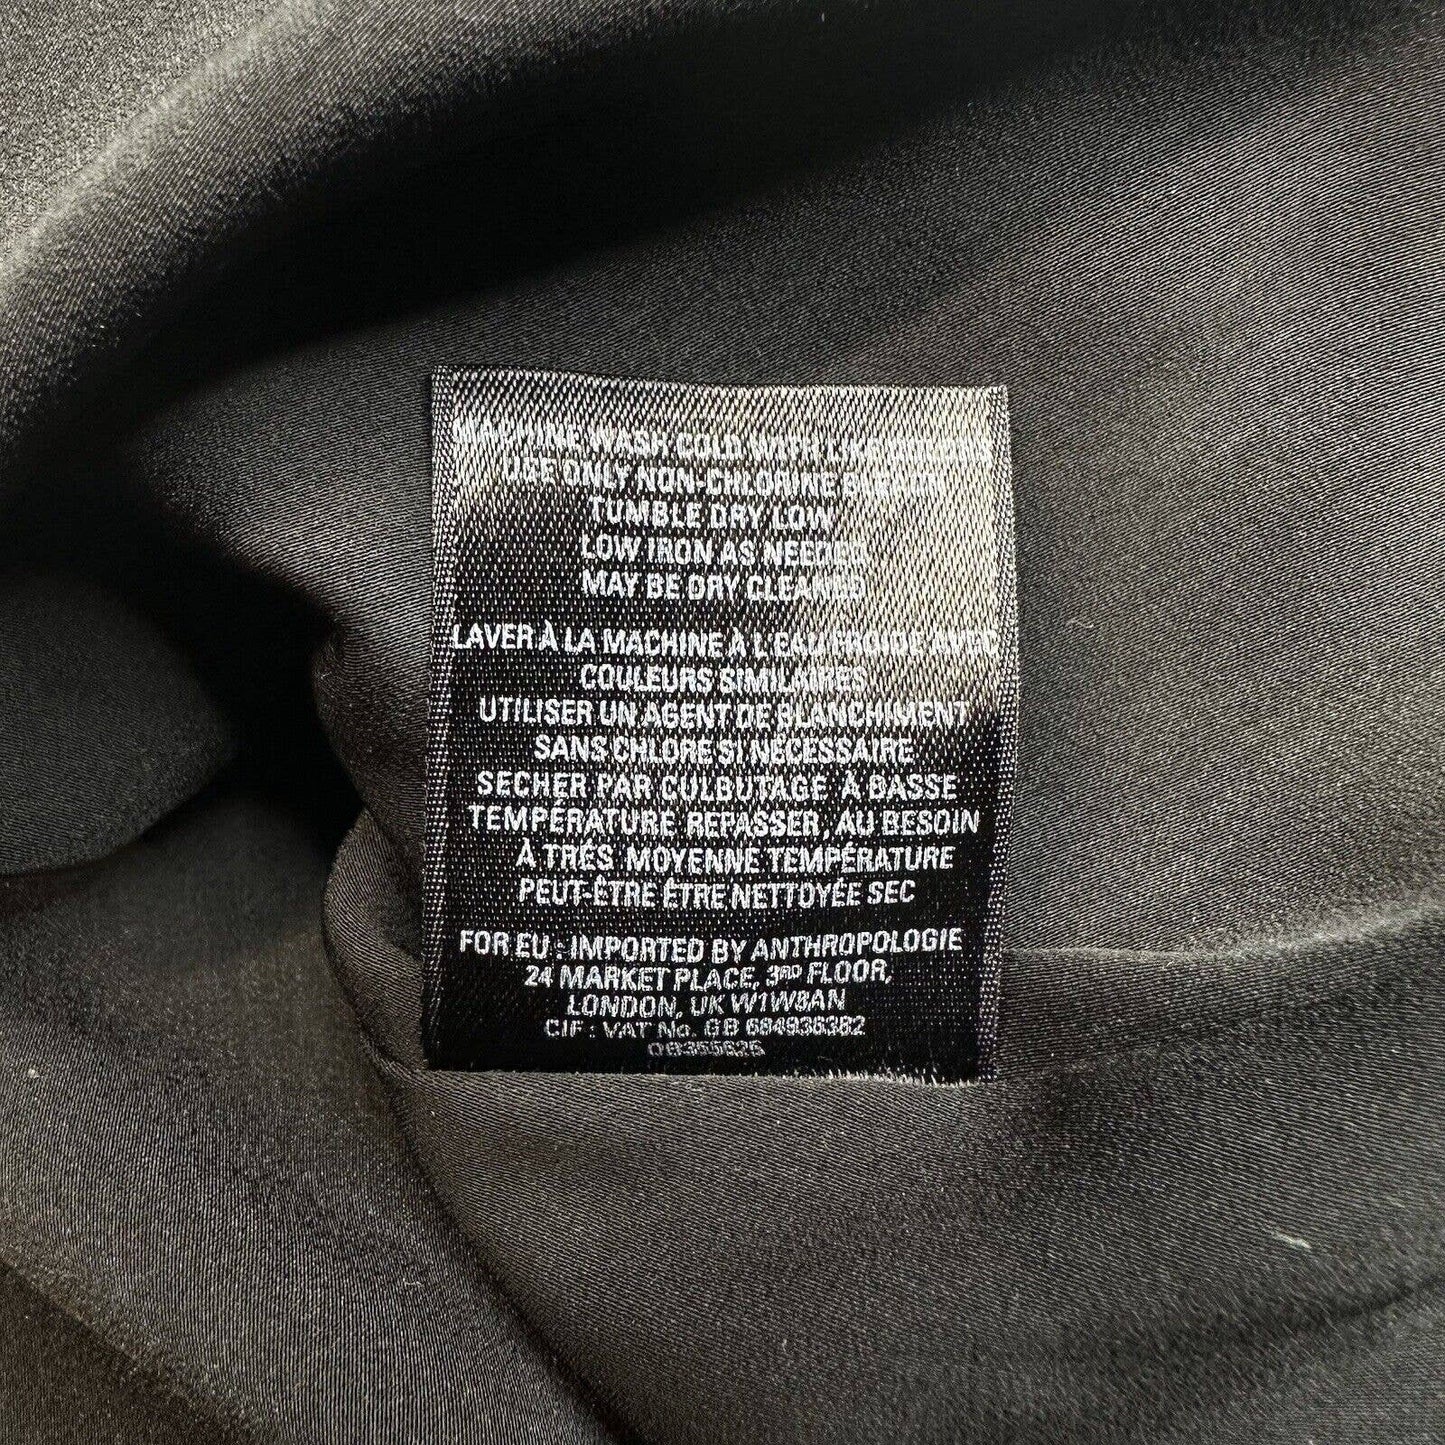 MACHINE WASH COLD WITH LIKE COLORS
USE ONLY NON-CHLORINE BLEACH
TUMBLE DRY LOW
LOW IRON AS NEEDED
MAY BE DRY CLEANED
LAVER À LA MACHINE À L'EAU FROIDE AVEC
COULEURS SIMILAIRES
UTILISER UN AGENT DE BLANCHIMENT
SANS CHLORE SI NÉCESSAIRE
SECHER PAR CULBUTAGE À BASSE
TEMPÉRATURE REPASSER, AU BESOIN
À TRÉS MOYENNE TEMPÉRATURE
PEUT-ÊTRE ÊTRE NETTOYÉE SEC
FOR EU : IMPORTED BY ANTHROPOLOGIE
24 MARKET PLACE, 3RD FLOOR,
LONDON, UK W1W8AN
CIF : VAT No. GB 684938382